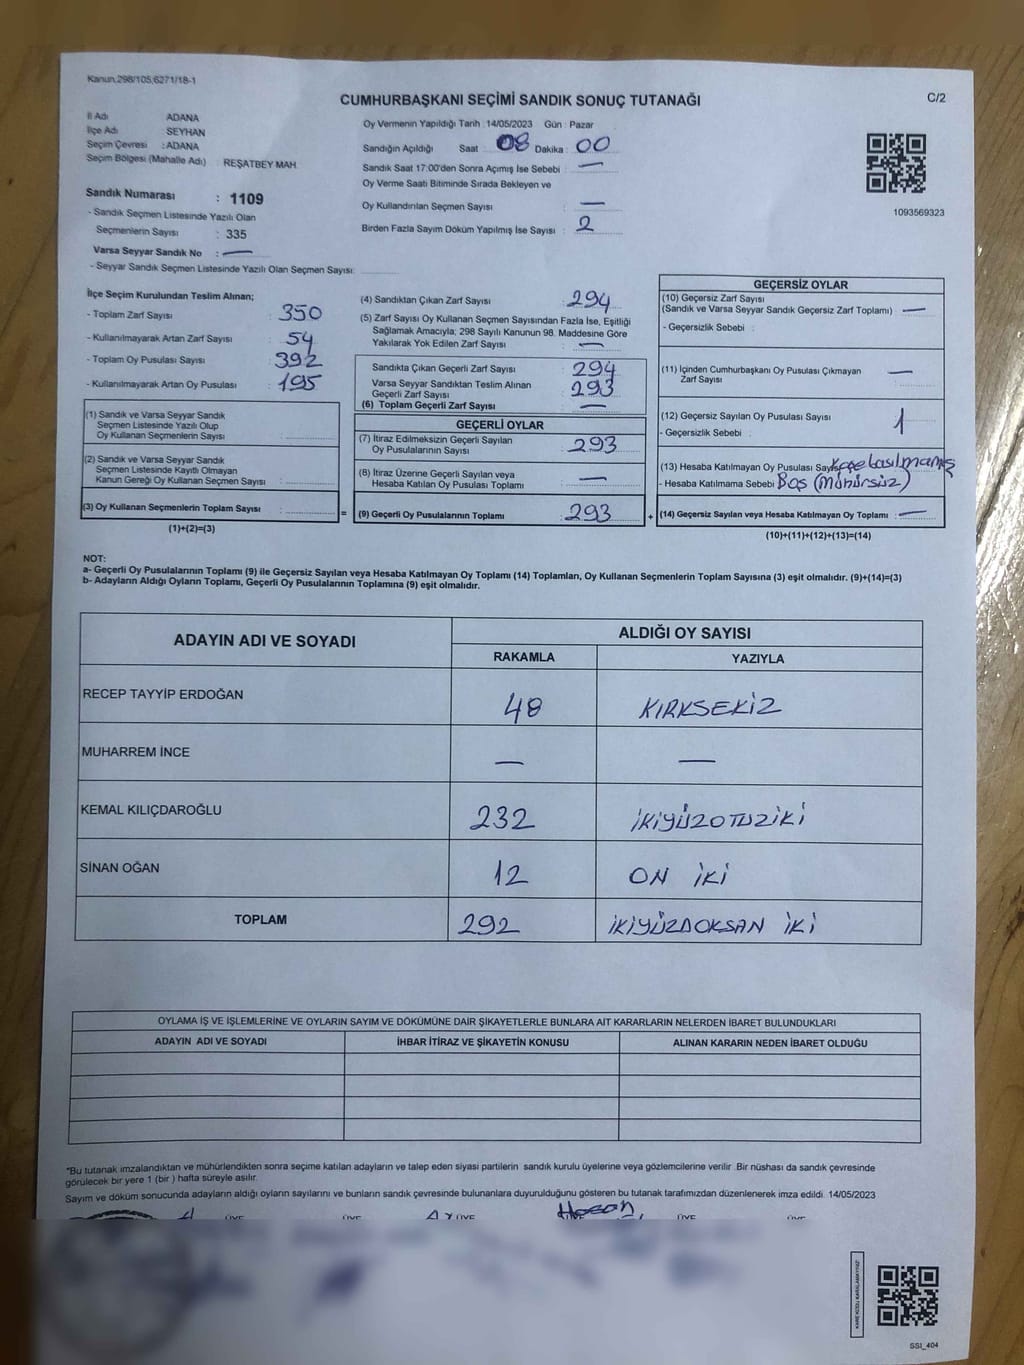 Kanun.298/105;6271/18-1
CUMHURBAŞKANI SEÇİMİ SANDIK SONUÇ TUTANAĞI
C/2
İl Adı ADANA
İlçe Adı SEYHAN
Seçim Çevresi : ADANA
Seçim Bölgesi (Mahalle Adı) : REŞATBEY MAH
Sandık Numarası : 1109
- Sandık Seçmen Listesinde Yazılı Olan
Seçmenlerin Sayısı : 335
Varsa Seyyar Sandık No : —
- Seyyar Sandık Seçmen Listesinde Yazılı Olan Seçmen Sayısı:
Oy Vermenin Yapıldığı Tarih :14/05/2023 Gün : Pazar
Sandığın Açıldığı Saat 08 Dakika : 00
Sandık Saat 17:00'den Sonra Açımış İse Sebebi : —
Oy Verme Saati Bitiminde Sırada Bekleyen ve
Oy Kullandırılan Seçmen Sayısı : —
Birden Fazla Sayım Döküm Yapılmış İse Sayısı : 2
1093569323
İlçe Seçim Kurulundan Teslim Alınan;
- Toplam Zarf Sayısı : 350
- Kullanılmayarak Artan Zarf Sayısı : 54
- Toplam Oy Pusulası Sayısı : 392
- Kullanılmayarak Artan Oy Pusulası : 195
(1) Sandık ve Varsa Seyyar Sandık
Seçmen Listesinde Yazılı Olup
Oy Kullanan Seçmenlerin Sayısı :
(2) Sandık ve Varsa Seyyar Sandık
Seçmen Listesinde Kayıtlı Olmayan
Kanun Gereği Oy Kullanan Seçmen Sayısı :
(3) Oy Kullanan Seçmenlerin Toplam Sayısı :
(1)+(2)=(3)
=
(4) Sandıktan Çıkan Zarf Sayısı : 294
(5) Zarf Sayısı Oy Kullanan Seçmen Sayısından Fazla İse, Eşitliği
Sağlamak Amacıyla; 298 Sayılı Kanunun 98. Maddesine Göre
Yakılarak Yok Edilen Zarf Sayısı : —
Sandıkta Çıkan Geçerli Zarf Sayısı : 294
Varsa Seyyar Sandıktan Teslim Alınan
Geçerli Zarf Sayısı : 293
(6) Toplam Geçerli Zarf Sayısı : —
GEÇERLİ OYLAR
(7) İtiraz Edilmeksizin Geçerli Sayılan
Oy Pusulalarının Sayısı : 293
(8) İtiraz Üzerine Geçerli Sayılan veya
Hesaba Katılan Oy Pusulası Toplamı : —
(9) Geçerli Oy Pusulalarının Toplamı : 293
+
GEÇERSİZ OYLAR
(10) Geçersiz Zarf Sayısı
(Sandık ve Varsa Seyyar Sandık Geçersiz Zarf Toplamı) : —
- Geçersizlik Sebebi :
(11) İçinden Cumhurbaşkanı Oy Pusulası Çıkmayan
Zarf Sayısı : —
(12) Geçersiz Sayılan Oy Pusulası Sayısı : 1
- Geçersizlik Sebebi :
(13) Hesaba Katılmayan Oy Pusulası Sayısı
- Hesaba Katılmama Sebebi Boş (Mühürsüz)
(14) Geçersiz Sayılan veya Hesaba Katılmayan Oy Toplamı : —
(10)+(11)+(12)+(13)=(14)
NOT:
a- Geçerli Oy Pusulalarının Toplamı (9) ile Geçersiz Sayılan veya Hesaba Katılmayan Oy Toplamı (14) Toplamları, Oy Kullanan Seçmenlerin Toplam Sayısına (3) eşit olmalıdır. (9)+(14)=(3)
b- Adayların Aldığı Oyların Toplamı, Geçerli Oy Pusulalarının Toplamına (9) eşit olmalıdır.
ADAYIN ADI VE SOYADI
ALDIĞI OY SAYISI
RAKAMLA YAZIYLA
RECEP TAYYİP ERDOĞAN 48 KIRKSEKİZ
MUHARREM İNCE — —
KEMAL KILIÇDAROĞLU 232 İKİYÜZOTUZİKİ
SİNAN OĞAN 12 ON İKİ
TOPLAM 292 İKİYÜZDOKSAN İKİ
OYLAMA İŞ VE İŞLEMLERİNE VE OYLARIN SAYIM VE DÖKÜMÜNE DAİR ŞİKAYETLERLE BUNLARA AİT KARARLARIN NELERDEN İBARET BULUNDUKLARI
ADAYIN ADI VE SOYADI İHBAR İTİRAZ VE ŞİKAYETİN KONUSU ALINAN KARARIN NEDEN İBARET OLDUĞU
*Bu tutanak imzalandıktan ve mühürlendikten sonra seçime katılan adayların ve talep eden siyasi partilerin sandık kurulu üyelerine veya gözlemcilerine verilir .Bir nüshası da sandık çevresinde
görülecek bir yere 1 (bir ) hafta süreyle asılır.
Sayım ve döküm sonucunda adayların aldığı oyların sayılarını ve bunların sandık çevresinde bulunanlara duyurulduğunu gösteren bu tutanak tarafımızdan düzenlenerek imza edildi. 14/05/2023
ÜYE ÜYE ÜYE Hasan ÜYE ÜYE
SSI_404